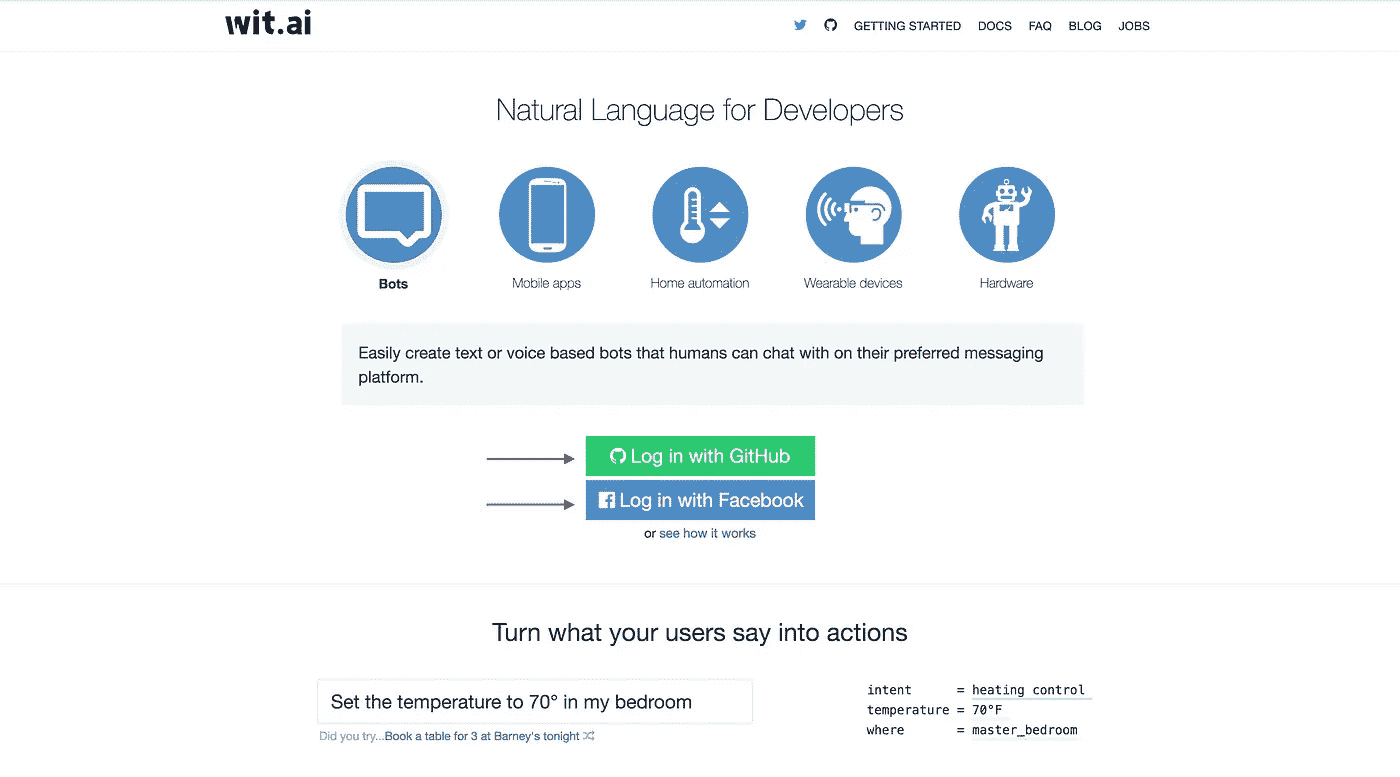 wit.ai
GETTING STARTED DOCS FAQ BLOG JOBS
Natural Language for Developers
Bots Mobile apps Home automation Wearable devices Hardware
Easily create text or voice based bots that humans can chat with on their preferred messaging
platform.
Log in with GitHub
Log in with Facebook
or see how it works
Turn what your users say into actions
Set the temperature to 70° in my bedroom
Did you try...Book a table for 3 at Barney's tonight
intent = heating control
temperature = 70°F
where = master_bedroom